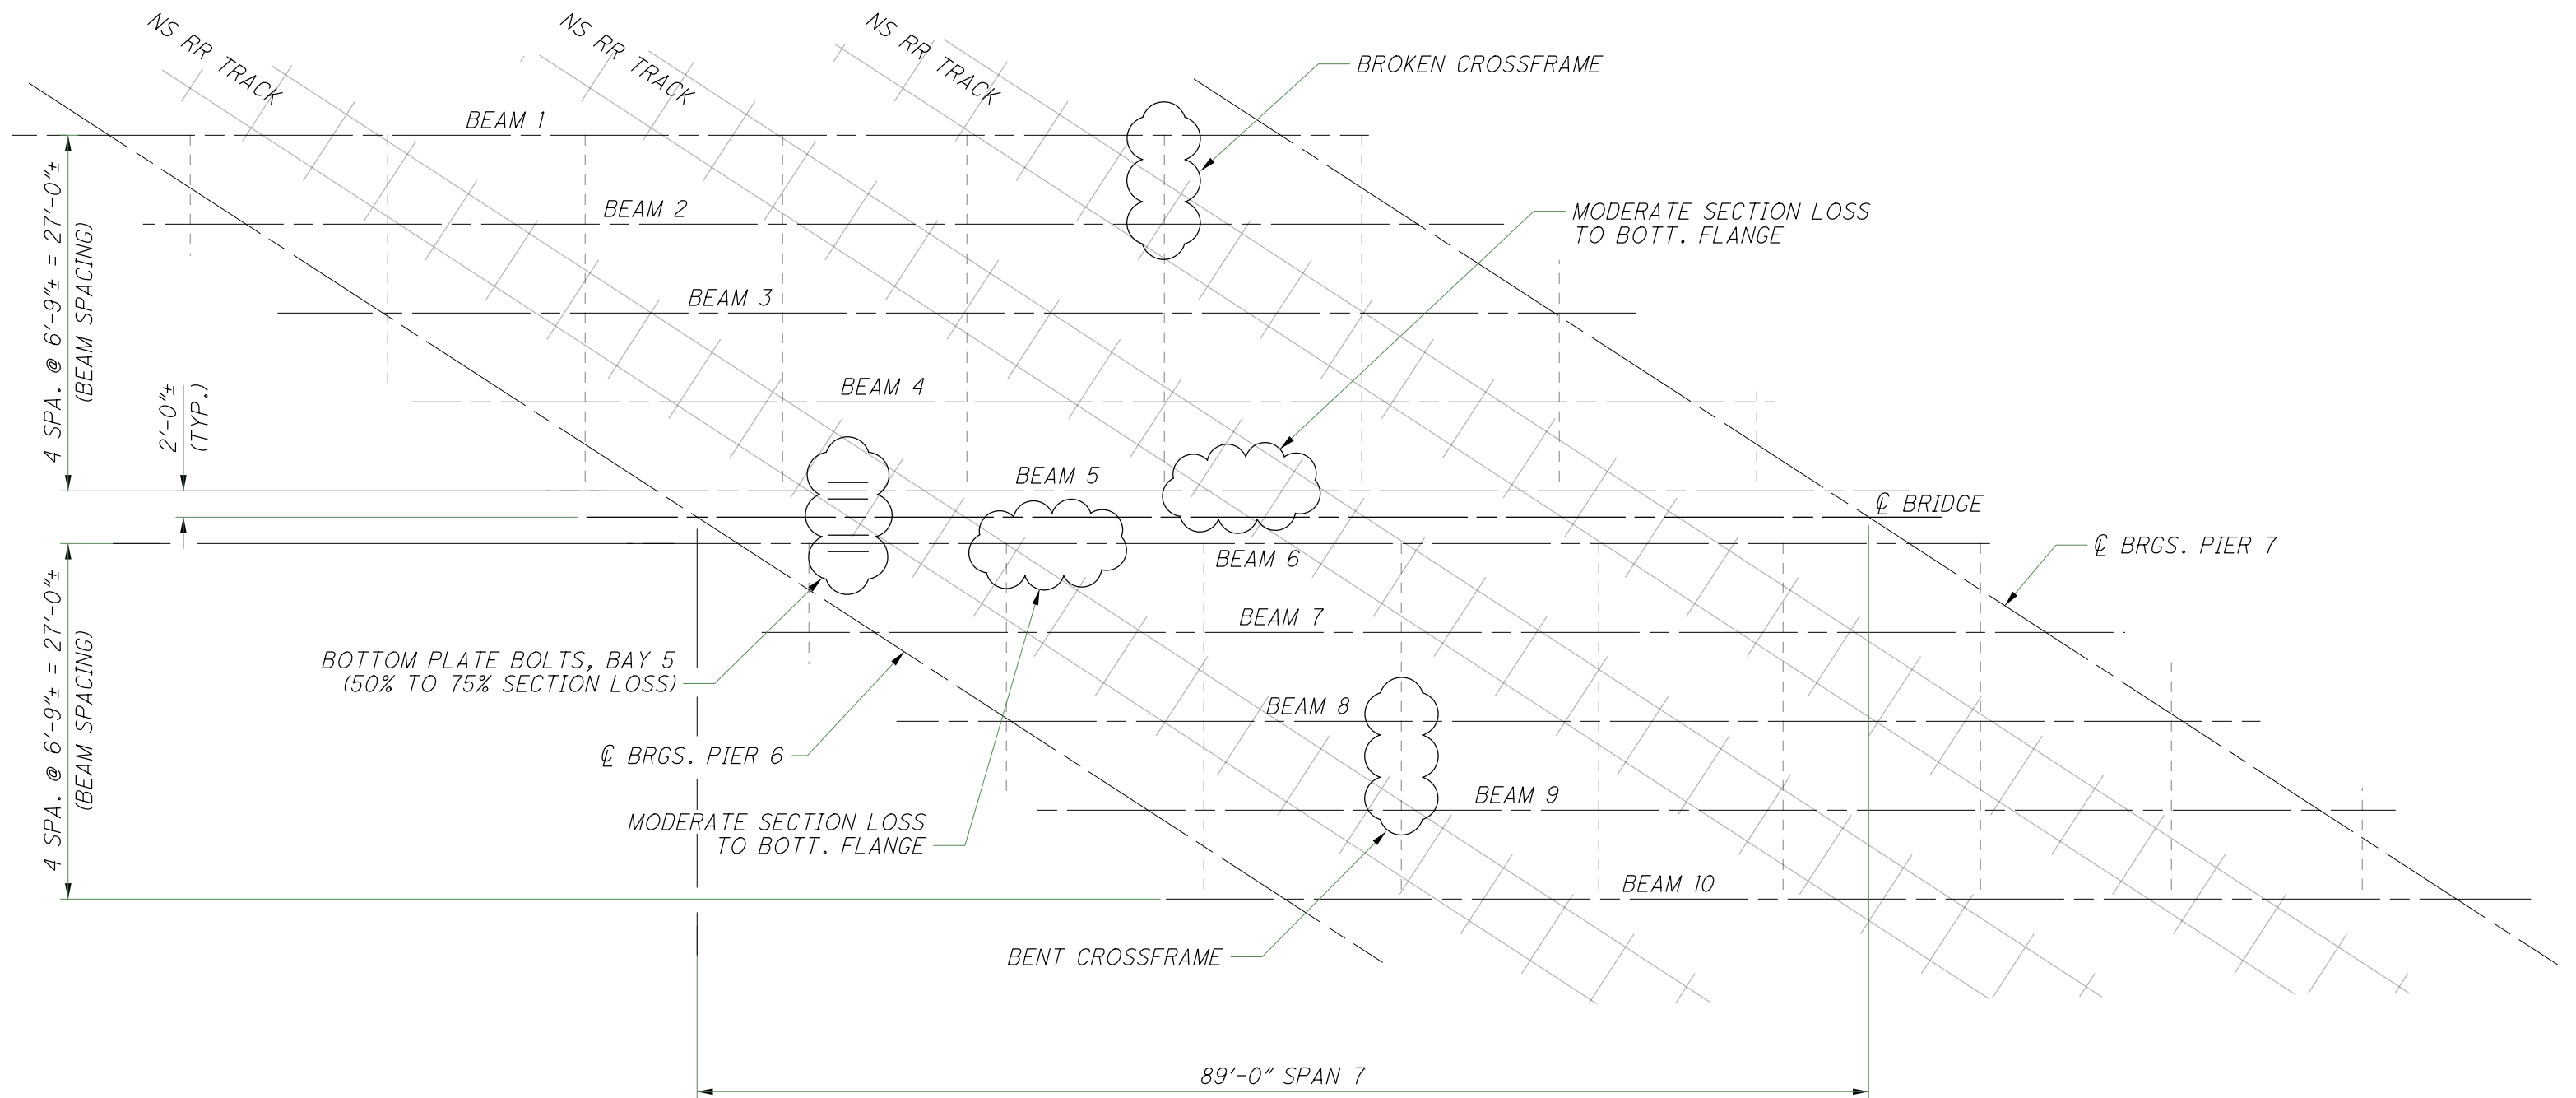 NS RR TRACK
NS RR TRACK
NS RR TRACK
BROKEN CROSSFRAME
BEAM 1
BEAM 2
MODERATE SECTION LOSS
TO BOTT. FLANGE
BEAM 3
4 SPA. @ 6'-9"± = 27'-0"±
(BEAM SPACING)
BEAM 4
2'-0"±
(TYP.)
BEAM 5
℄ BRIDGE
BEAM 6
℄ BRGS. PIER 7
BEAM 7
BOTTOM PLATE BOLTS, BAY 5
(50% TO 75% SECTION LOSS)
4 SPA. @ 6'-9"± = 27'-0"±
(BEAM SPACING)
BEAM 8
℄ BRGS. PIER 6
BEAM 9
MODERATE SECTION LOSS
TO BOTT. FLANGE
BEAM 10
BENT CROSSFRAME
89'-0" SPAN 7